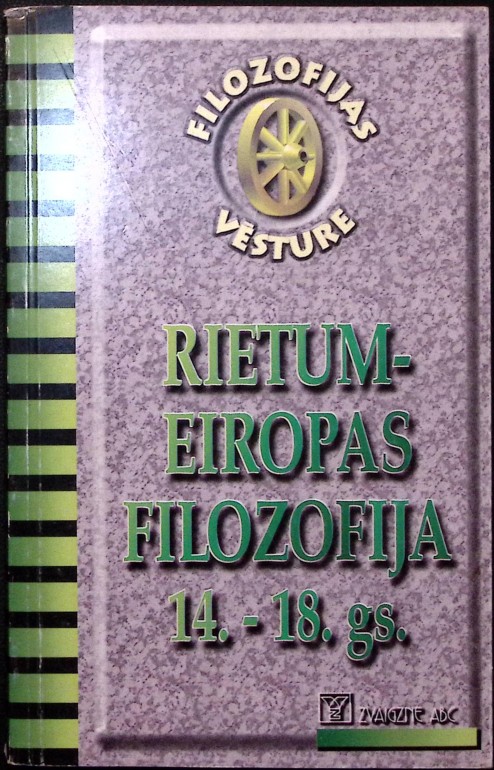 FILOZOFIJAS
VĒSTURE
RIETUM-
EIROPAS
FILOZOFIJA
14. - 18. gs.
ZVAIGZNE ABC